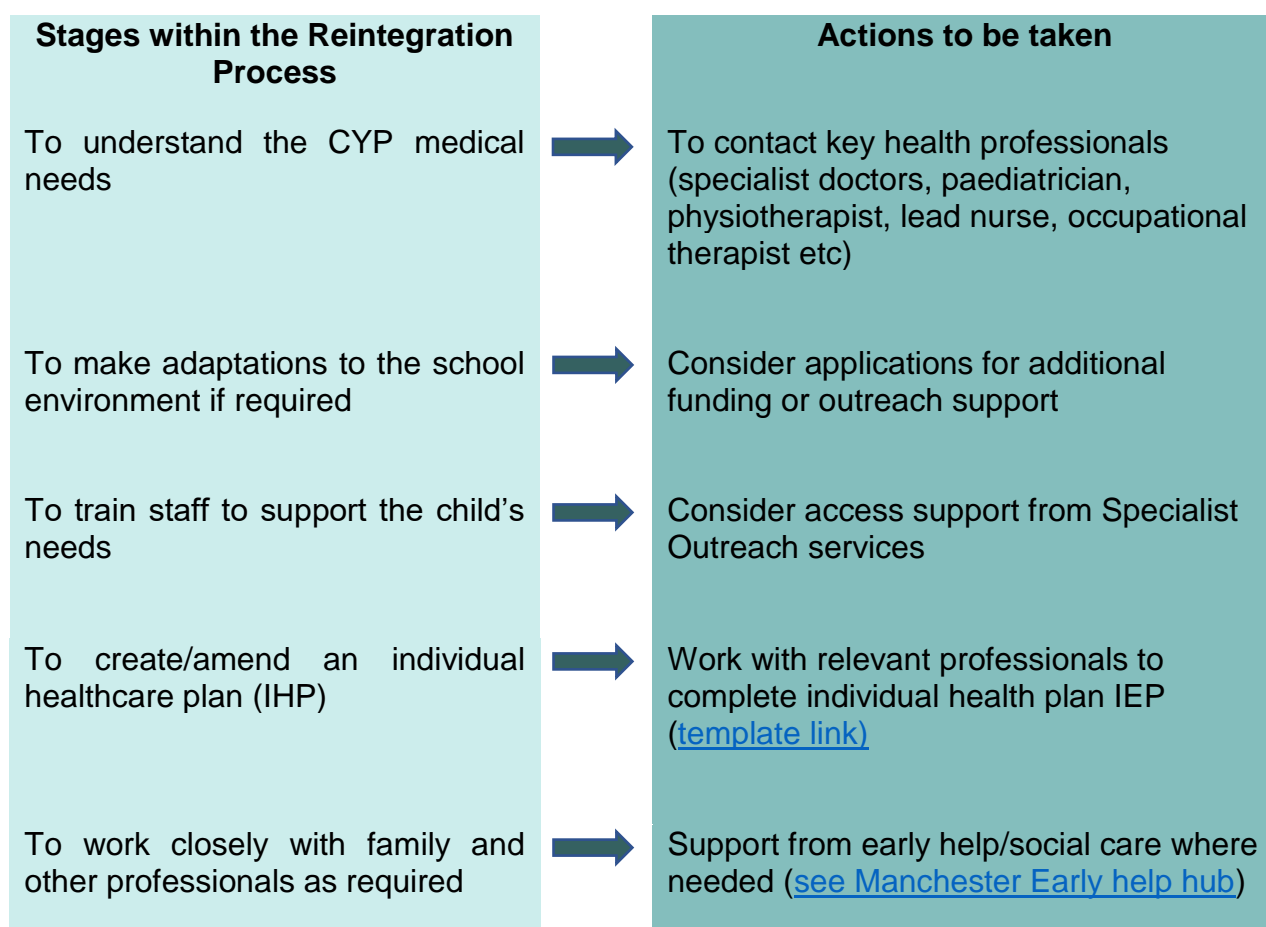 Stages within the Reintegration
Process
Actions to be taken
To understand the CYP medical
needs
To contact key health professionals
(specialist doctors, paediatrician,
physiotherapist, lead nurse, occupational
therapist etc)
To make adaptations to the school
environment if required
Consider applications for additional
funding or outreach support
To train staff to support the child's
needs
Consider access support from Specialist
Outreach services
To create/amend an individual
healthcare plan (IHP)
Work with relevant professionals to
complete individual health plan IEP
(template link)
To work closely with family and
other professionals as required
Support from early help/social care where
needed (see Manchester Early help hub)